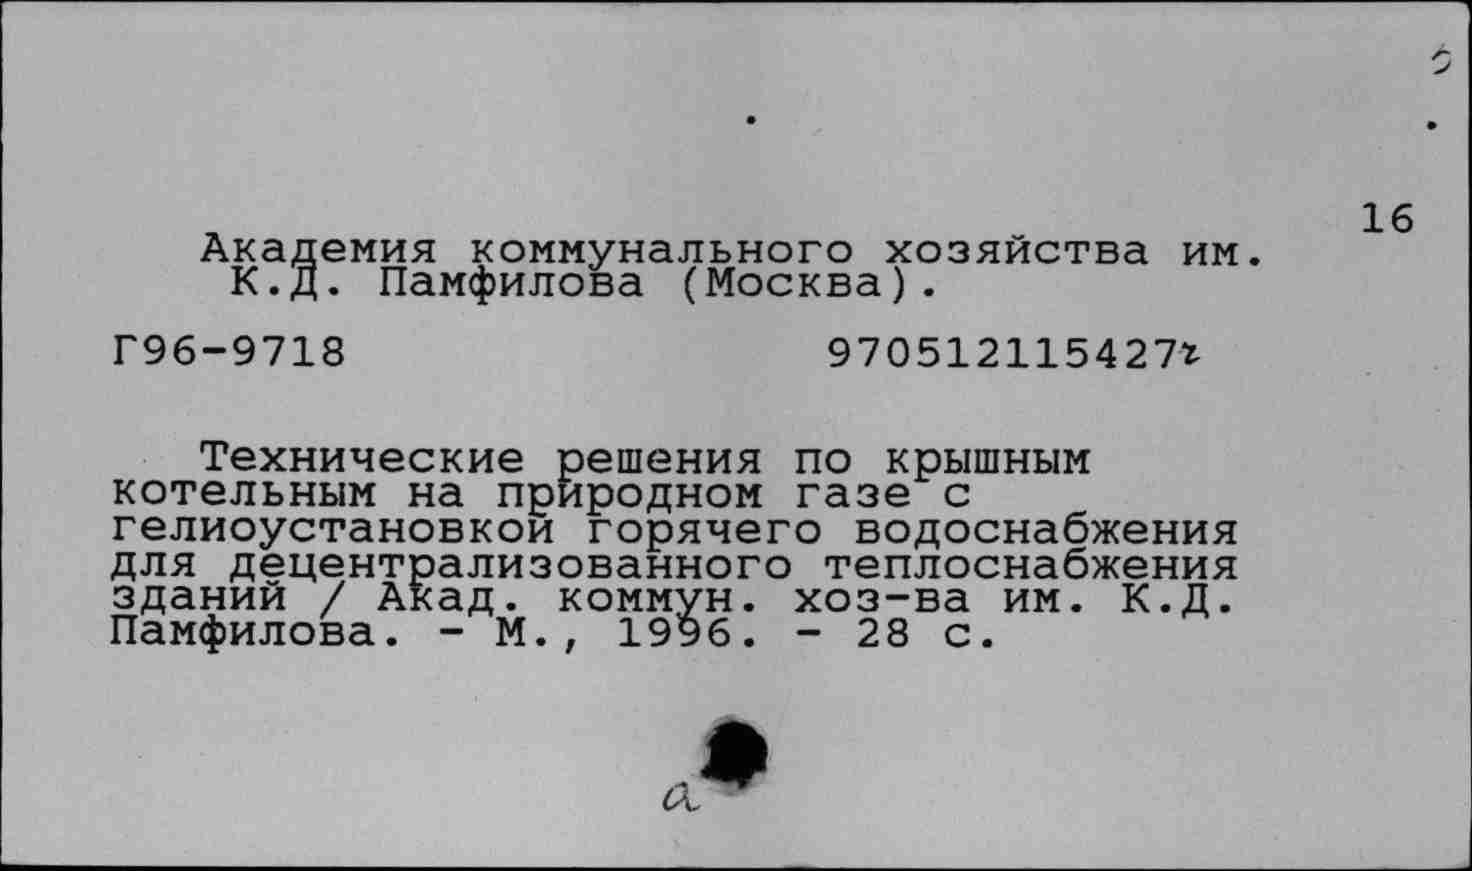 16
Академия коммунального хозяйства им.
К.Д. Памфилова (Москва).
Г96-9718 970512115427г
Технические решения по крышным
котельным на природном газе с
гелиоустановкой горячего водоснабжения
для децентрализованного теплоснабжения
зданий / Акад. коммун. хоз-ва им. К.Д.
Памфилова. - М., 1996. - 28 с.
а